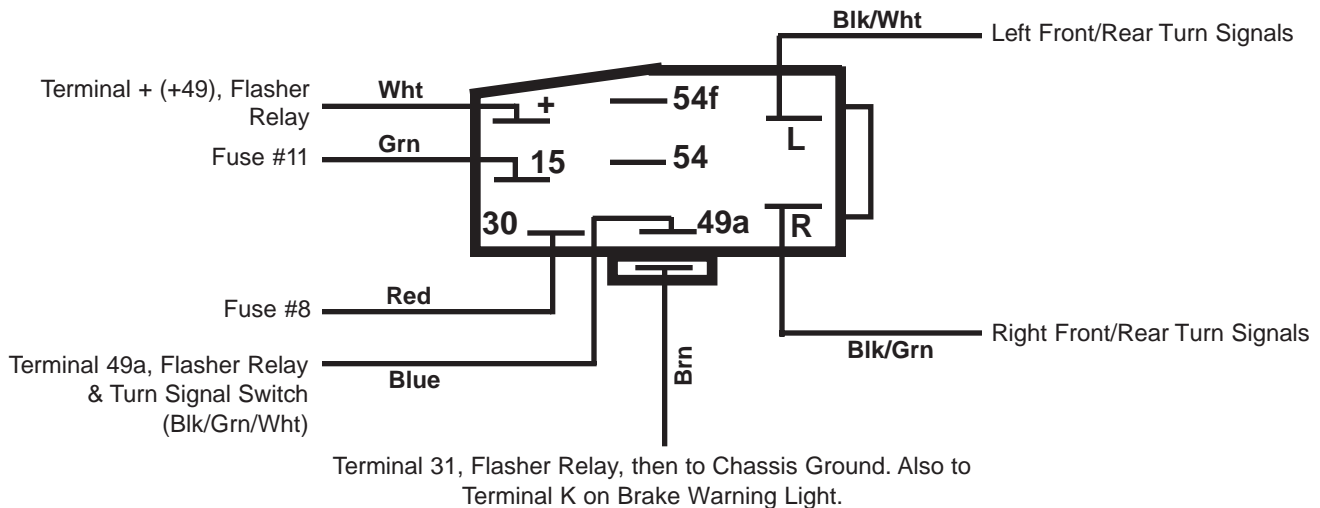 Blk/Wht
Left Front/Rear Turn Signals
Terminal + (+49), Flasher
Relay
Wht
+
54f
L
Fuse #11
Grn
15
54
30
49a
R
Fuse #8
Red
Right Front/Rear Turn Signals
Blk/Grn
Terminal 49a, Flasher Relay
& Turn Signal Switch
(Blk/Grn/Wht)
Blue
Brn
Terminal 31, Flasher Relay, then to Chassis Ground. Also to
Terminal K on Brake Warning Light.